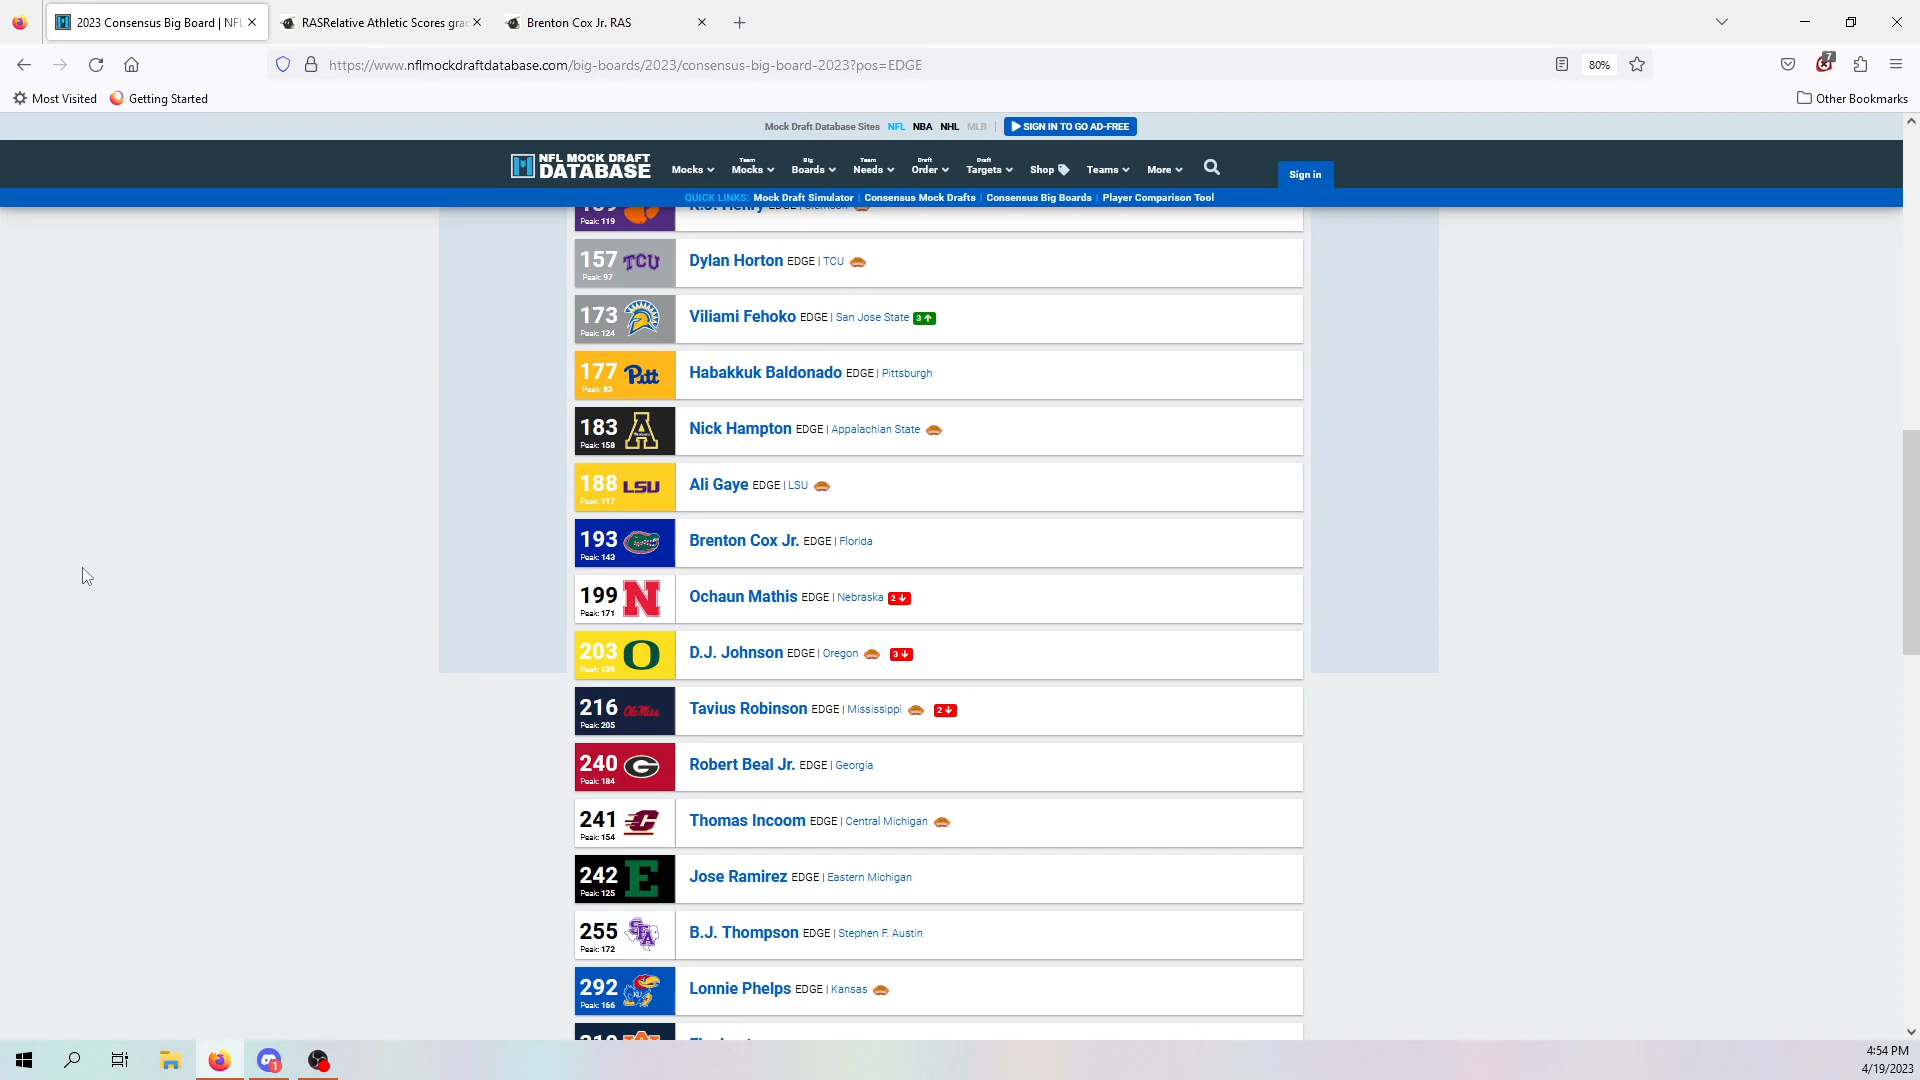 2023 Consensus Big Board | NFL
RASRelative Athletic Scores grad
Brenton Cox Jr. RAS
https://www.nflmockdraftdatabase.com/big-boards/2023/consensus-big-board-2023?pos=EDGE
80%
7
Most Visited
Getting Started
Other Bookmarks
Mock Draft Database Sites NFL NBA NHL MLB | SIGN IN TO GO AD-FREE
NFL MOCK DRAFT
DATABASE
Mocks
Team
Mocks
Big
Boards
Team
Needs
Draft
Order
Draft
Targets
Shop
Teams
More
Sign in
QUICK LINKS: Mock Draft Simulator | Consensus Mock Drafts | Consensus Big Boards | Player Comparison Tool
K.J. Henry EDGE | Clemson
Peak: 119
157 TCU
Peak: 97
Dylan Horton EDGE | TCU
173
Peak: 124
Viliami Fehoko EDGE | San Jose State 3
177 Pitt
Peak: 83
Habakkuk Baldonado EDGE | Pittsburgh
183 A
Peak: 158
Nick Hampton EDGE | Appalachian State
188 LSU
Peak: 117
Ali Gaye EDGE | LSU
193
Peak: 143
Brenton Cox Jr. EDGE | Florida
199 N
Peak: 171
Ochaun Mathis EDGE | Nebraska 2
203 O
Peak: 139
D.J. Johnson EDGE | Oregon 3
216 Ole Miss
Peak: 205
Tavius Robinson EDGE | Mississippi 2
240 G
Peak: 184
Robert Beal Jr. EDGE | Georgia
241 C
Peak: 154
Thomas Incoom EDGE | Central Michigan
242 E
Peak: 125
Jose Ramirez EDGE | Eastern Michigan
255 SFA
Peak: 172
B.J. Thompson EDGE | Stephen F. Austin
292 KU
Peak: 166
Lonnie Phelps EDGE | Kansas
1
4:54 PM
4/19/2023